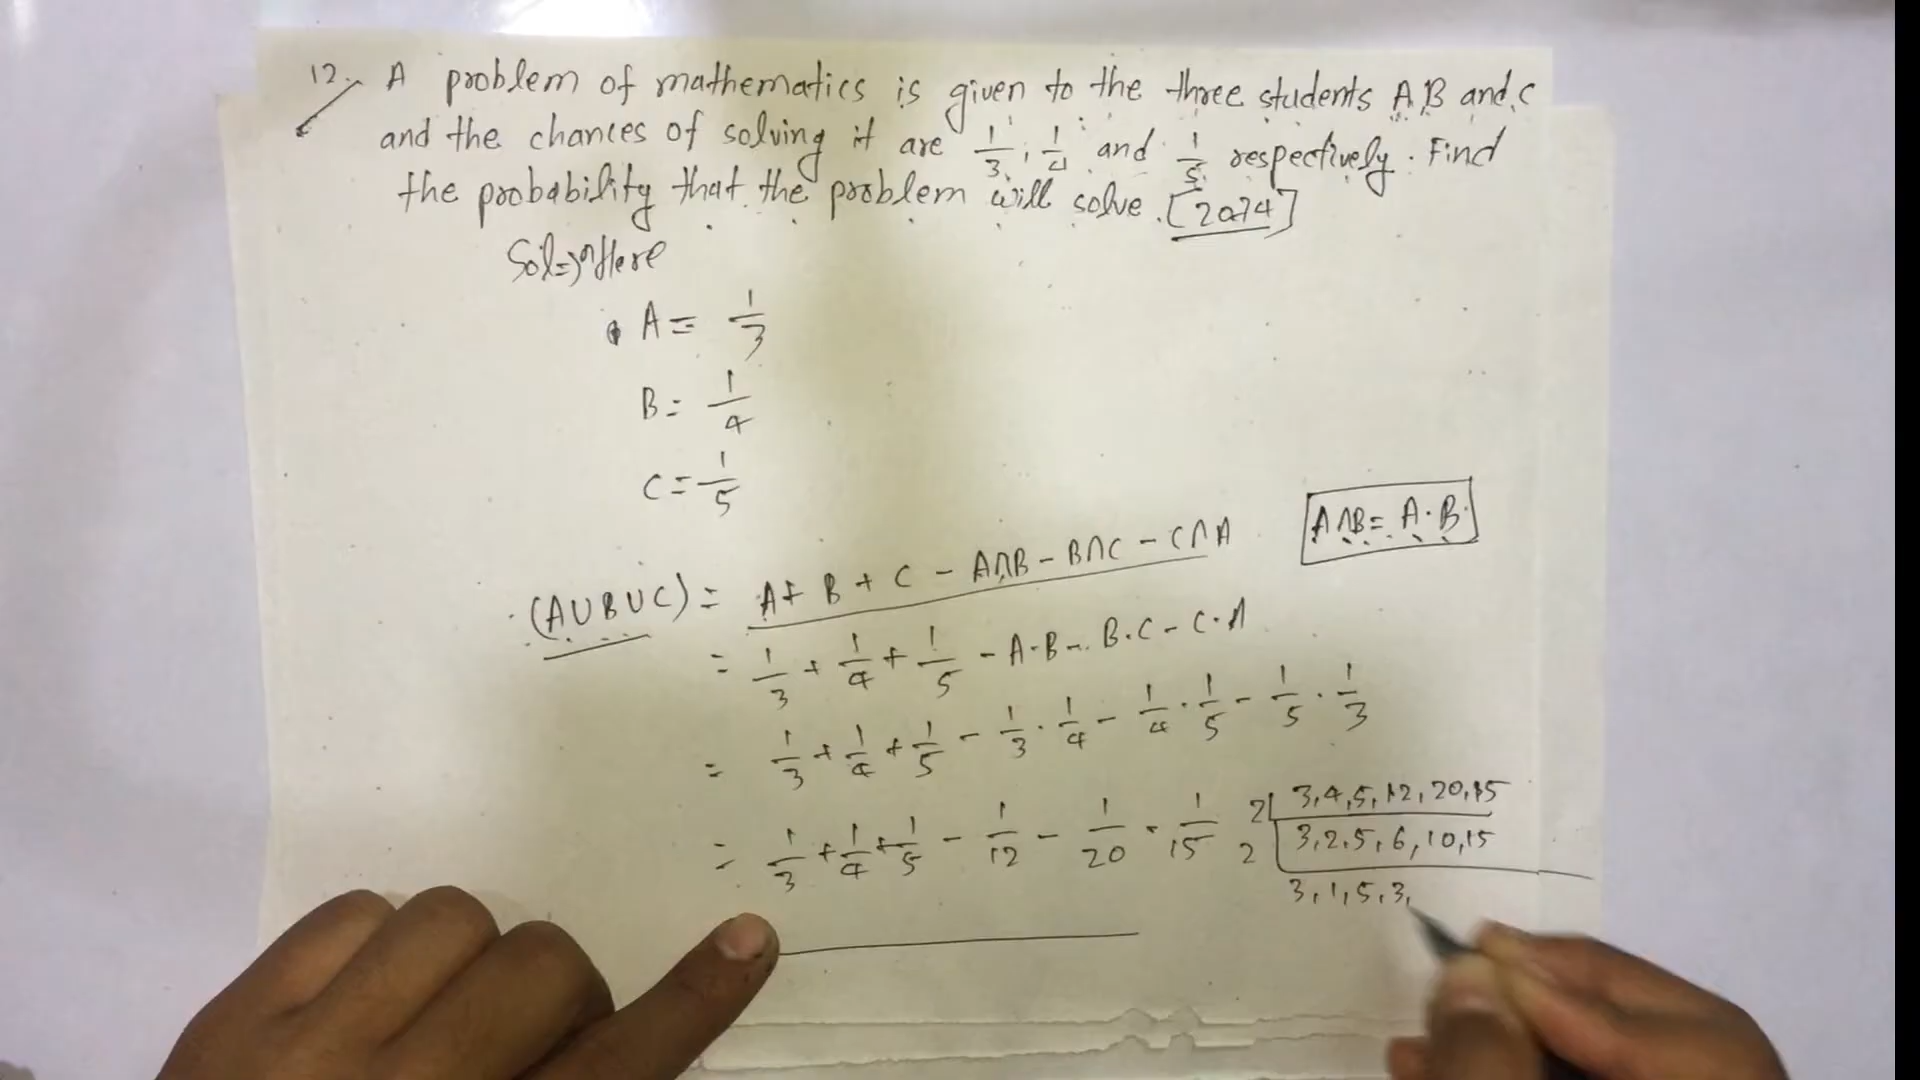 12. A problem of mathematics is given to the three students A, B and C
and the chances of solving it are 1/3, 1/4 and 1/5 respectively. Find
the probability that the problem will solve. [2074]
Sol=>ⁿ Here
A = 1/3
B = 1/4
C = 1/5
A∩B = A·B
(A∪B∪C) = A + B + C - A∩B - B∩C - C∩A
= 1/3 + 1/4 + 1/5 - A·B - B·C - C·A
= 1/3 + 1/4 + 1/5 - 1/3 · 1/4 - 1/4 · 1/5 - 1/5 · 1/3
= 1/3 + 1/4 + 1/5 - 1/12 - 1/20 - 1/15
2 | 3, 4, 5, 12, 20, 15
2 | 3, 2, 5, 6, 10, 15
3, 1, 5, 3,